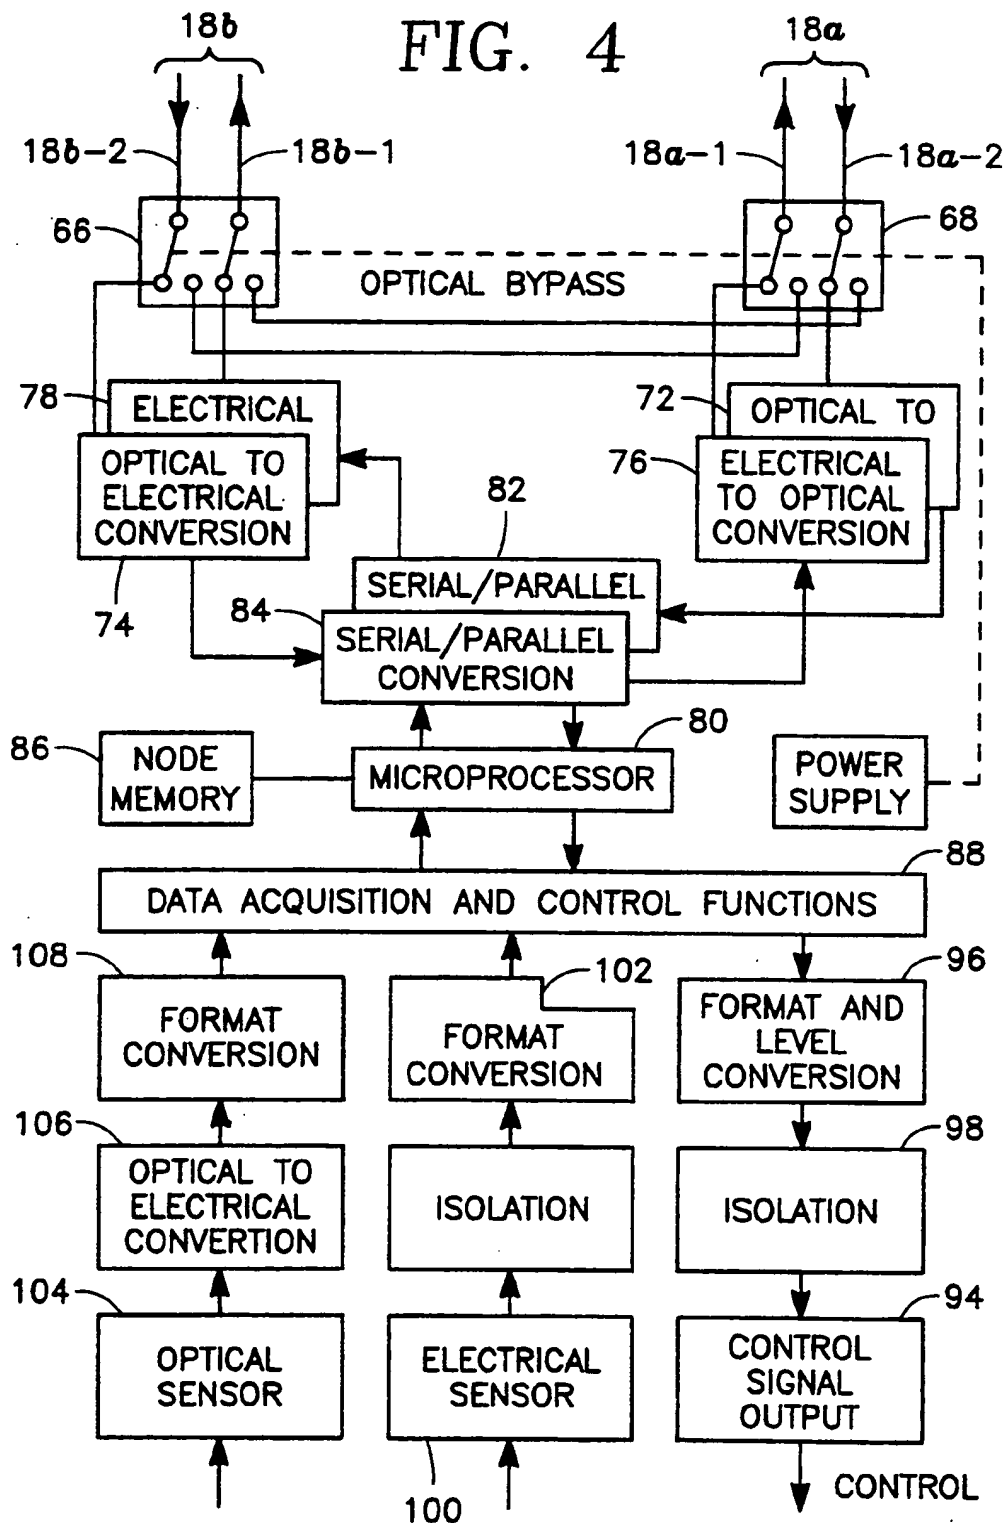 18b
FIG. 4
18a
18b-2
18b-1
18a-1
18a-2
66
68
OPTICAL BYPASS
78
ELECTRICAL
72
OPTICAL TO
OPTICAL TO
ELECTRICAL
CONVERSION
76
ELECTRICAL
TO OPTICAL
CONVERSION
82
74
SERIAL/PARALLEL
84
SERIAL/PARALLEL
CONVERSION
80
86
NODE
MEMORY
MICROPROCESSOR
POWER
SUPPLY
88
DATA ACQUISITION AND CONTROL FUNCTIONS
108
FORMAT
CONVERSION
102
FORMAT
CONVERSION
96
FORMAT AND
LEVEL
CONVERSION
106
OPTICAL TO
ELECTRICAL
CONVERTION
ISOLATION
98
ISOLATION
104
OPTICAL
SENSOR
ELECTRICAL
SENSOR
94
CONTROL
SIGNAL
OUTPUT
100
CONTROL